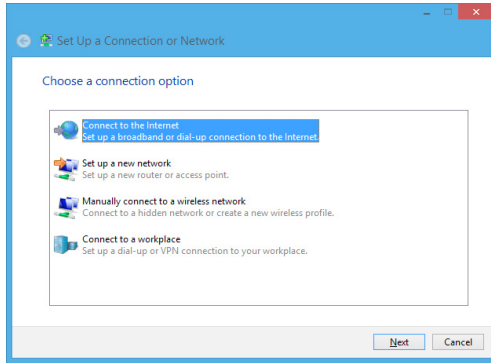 Set Up a Connection or Network
Choose a connection option
Connect to the Internet
Set up a broadband or dial-up connection to the Internet.
Set up a new network
Set up a new router or access point.
Manually connect to a wireless network
Connect to a hidden network or create a new wireless profile.
Connect to a workplace
Set up a dial-up or VPN connection to your workplace.
Next Cancel